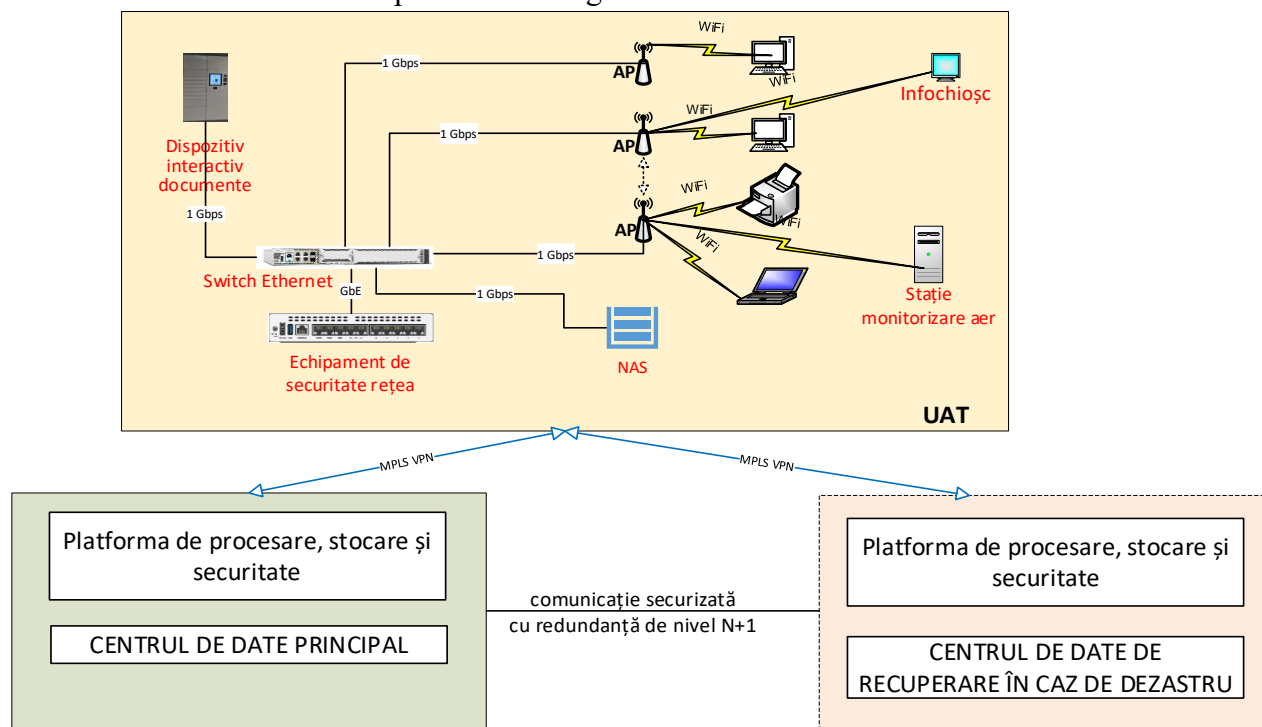 WiFi
1 Gbps
AP
WiFi
Infochioșc
WiFi
1 Gbps
AP
Dispozitiv
interactiv
documente
WiFi
1 Gbps
AP
WiFi
WiFi
1 Gbps
Switch Ethernet
GbE
1 Gbps
Stație
monitorizare aer
Echipament de
securitate rețea
NAS
UAT
MPLS VPN
MPLS VPN
Platforma de procesare, stocare și
securitate
CENTRUL DE DATE PRINCIPAL
comunicație securizată
cu redundanță de nivel N+1
Platforma de procesare, stocare și
securitate
CENTRUL DE DATE DE
RECUPERARE ÎN CAZ DE DEZASTRU